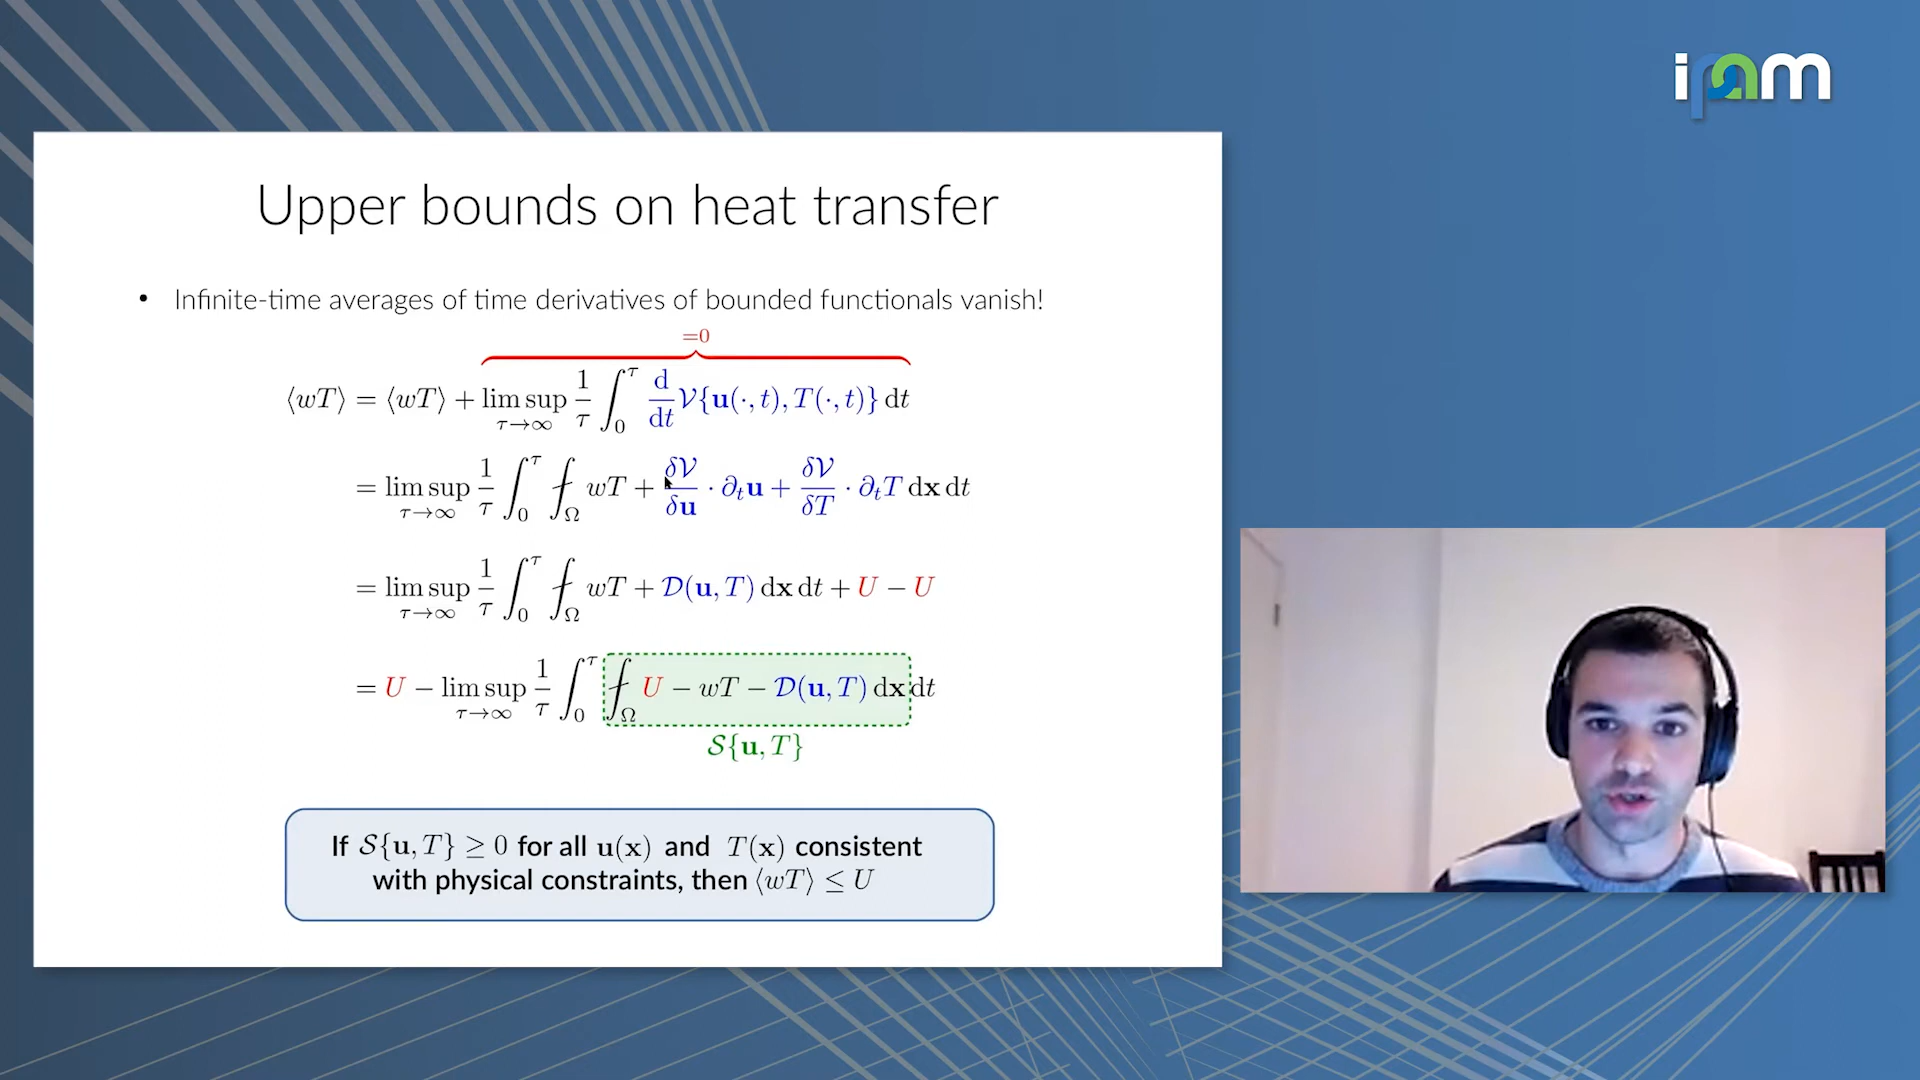 ipam
Upper bounds on heat transfer
• Infinite-time averages of time derivatives of bounded functionals vanish!
=0
⟨wT⟩ = ⟨wT⟩ + lim sup_{τ→∞} 1/τ ∫_0^τ d/dt 𝒱{u(·, t), T(·, t)} dt
= lim sup_{τ→∞} 1/τ ∫_0^τ ⨍_Ω wT + δ𝒱/δu · ∂_t u + δ𝒱/δT · ∂_t T dx dt
= lim sup_{τ→∞} 1/τ ∫_0^τ ⨍_Ω wT + 𝒟(u, T) dx dt + U − U
= U − lim sup_{τ→∞} 1/τ ∫_0^τ ⨍_Ω U − wT − 𝒟(u, T) dx dt
𝒮{u, T}
If 𝒮{u, T} ≥ 0 for all u(x) and T(x) consistent
with physical constraints, then ⟨wT⟩ ≤ U